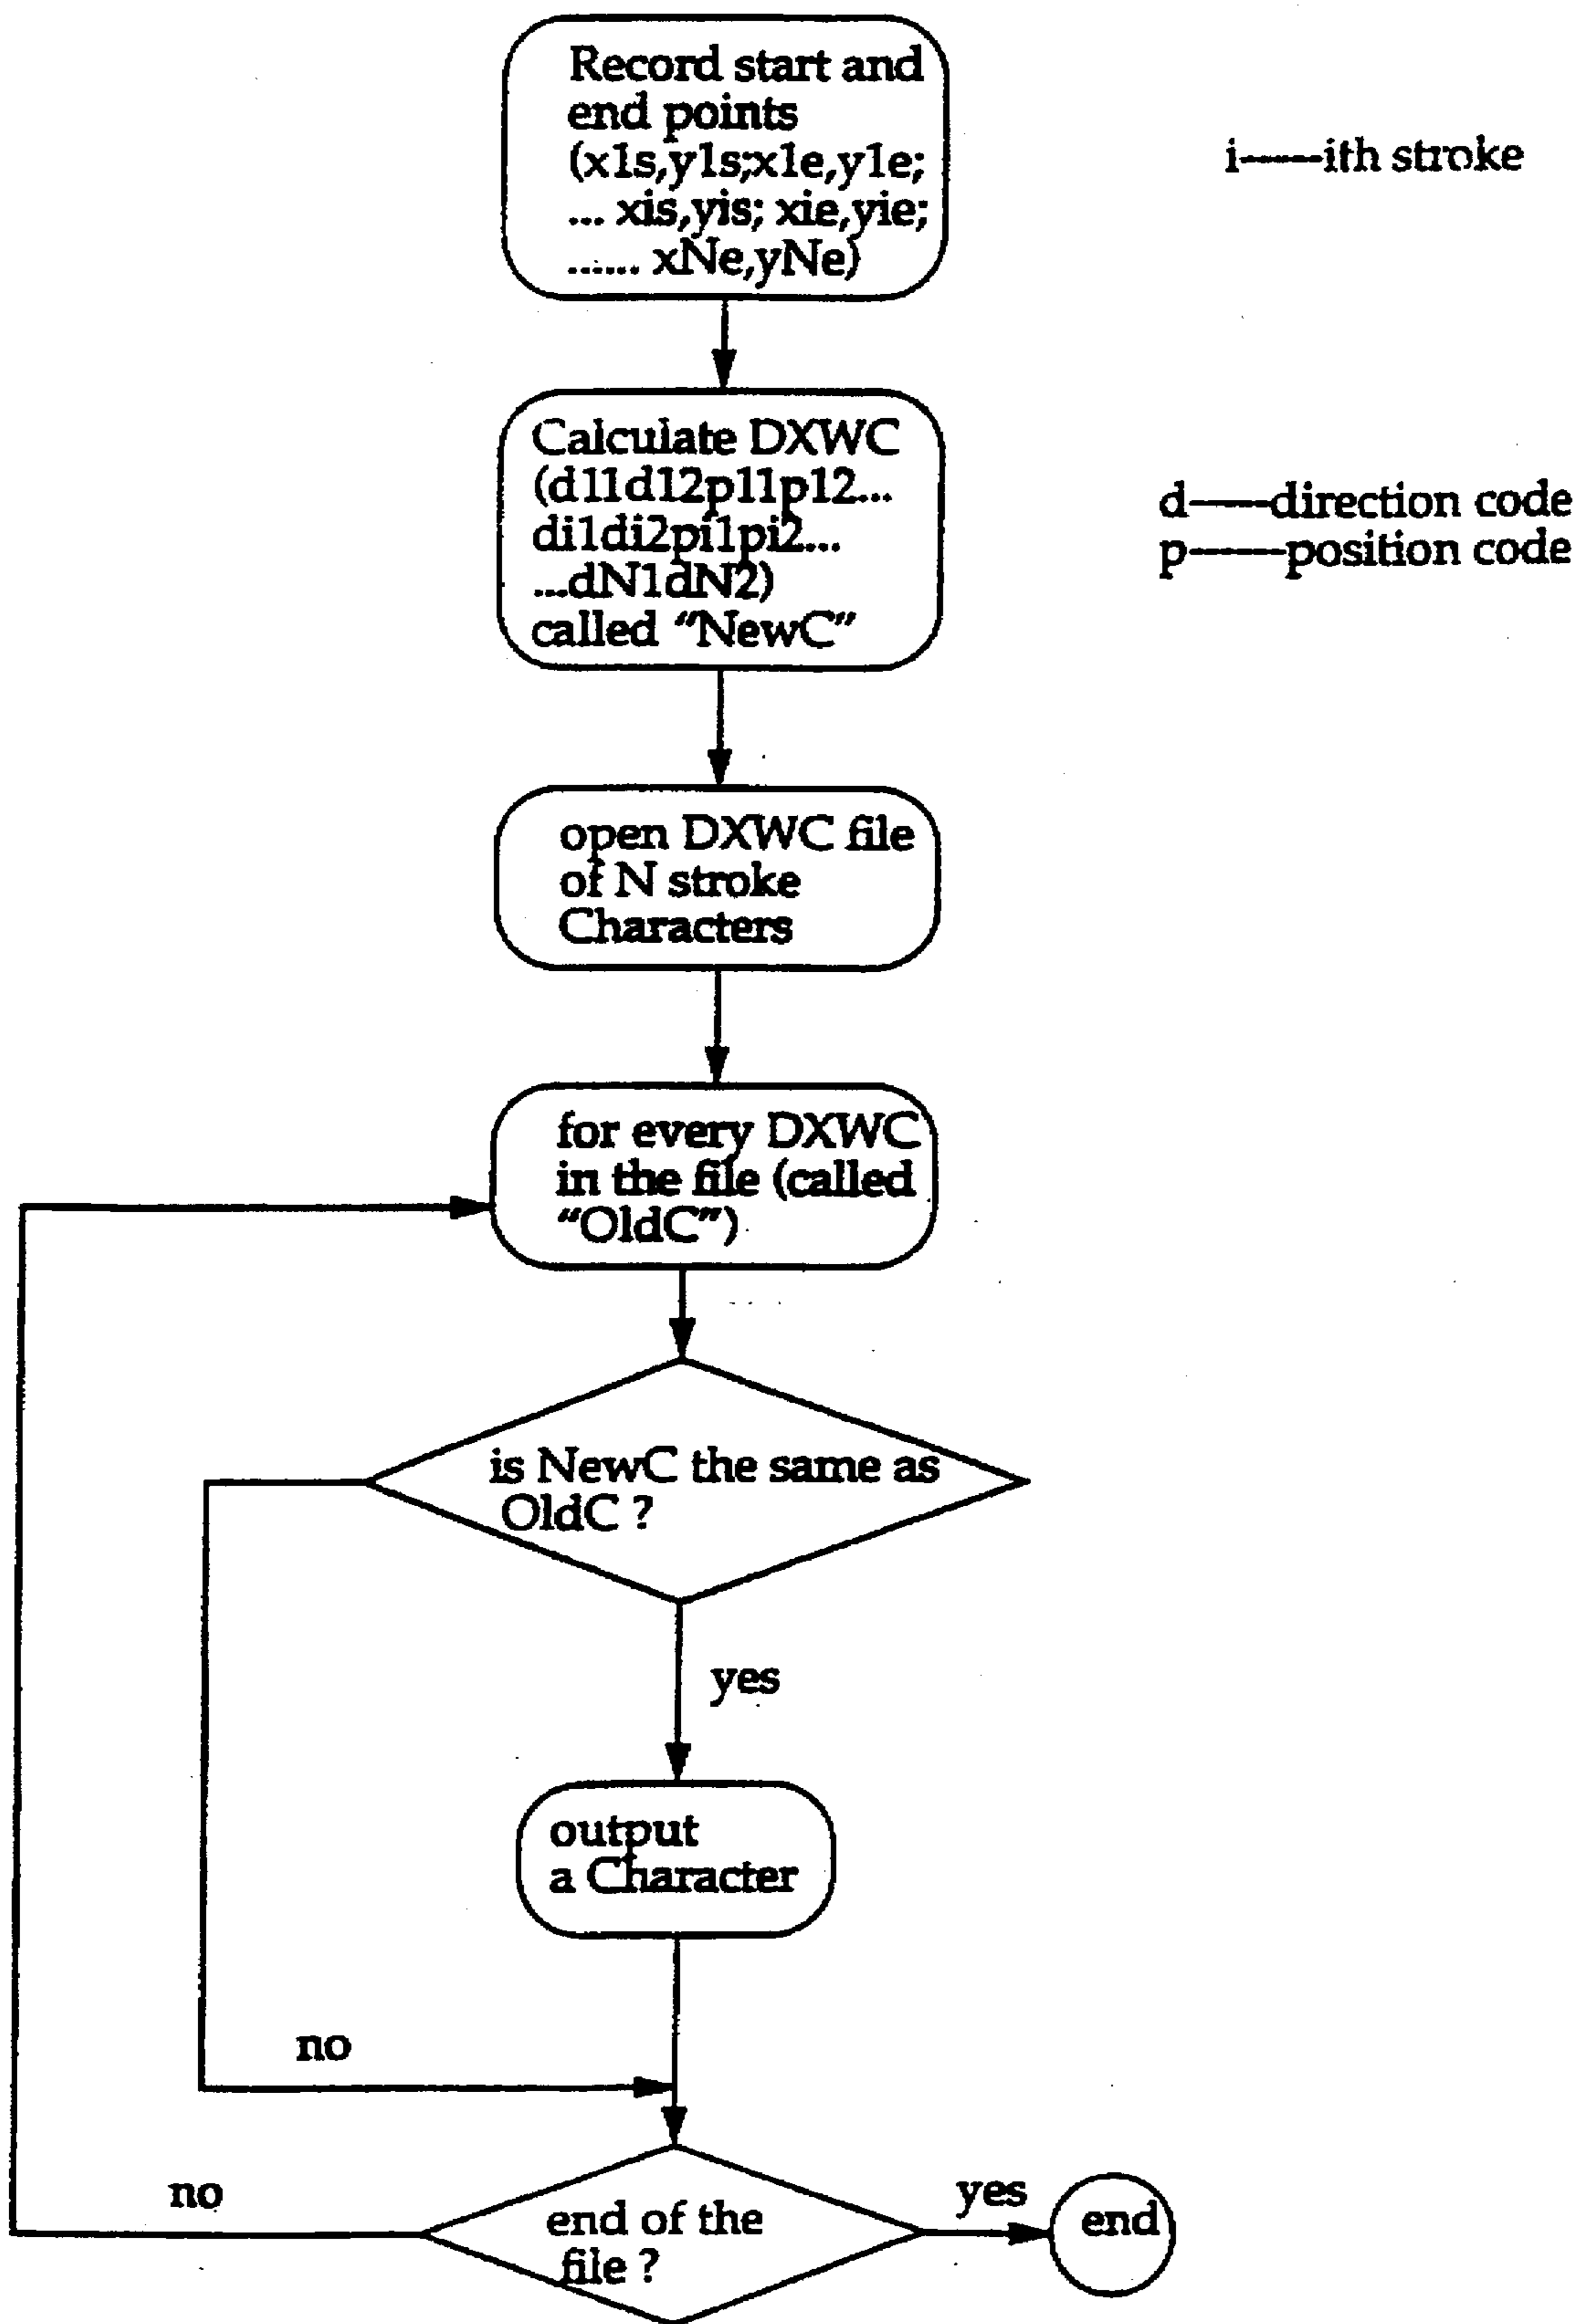 Record start and
end points
(x1s,y1s;x1e,y1e;
... xis,yis; xie,yie;
...... xNe,yNe)
i-----ith stroke
Calculate DXWC
(d11d12p11p12...
di1di2pi1pi2...
...dN1dN2)
called "NewC"
d-----direction code
p------position code
open DXWC file
of N stroke
Characters
for every DXWC
in the file (called
"OldC")
is NewC the same as
OldC ?
yes
output
a Character
no
no
end of the
file ?
yes
end